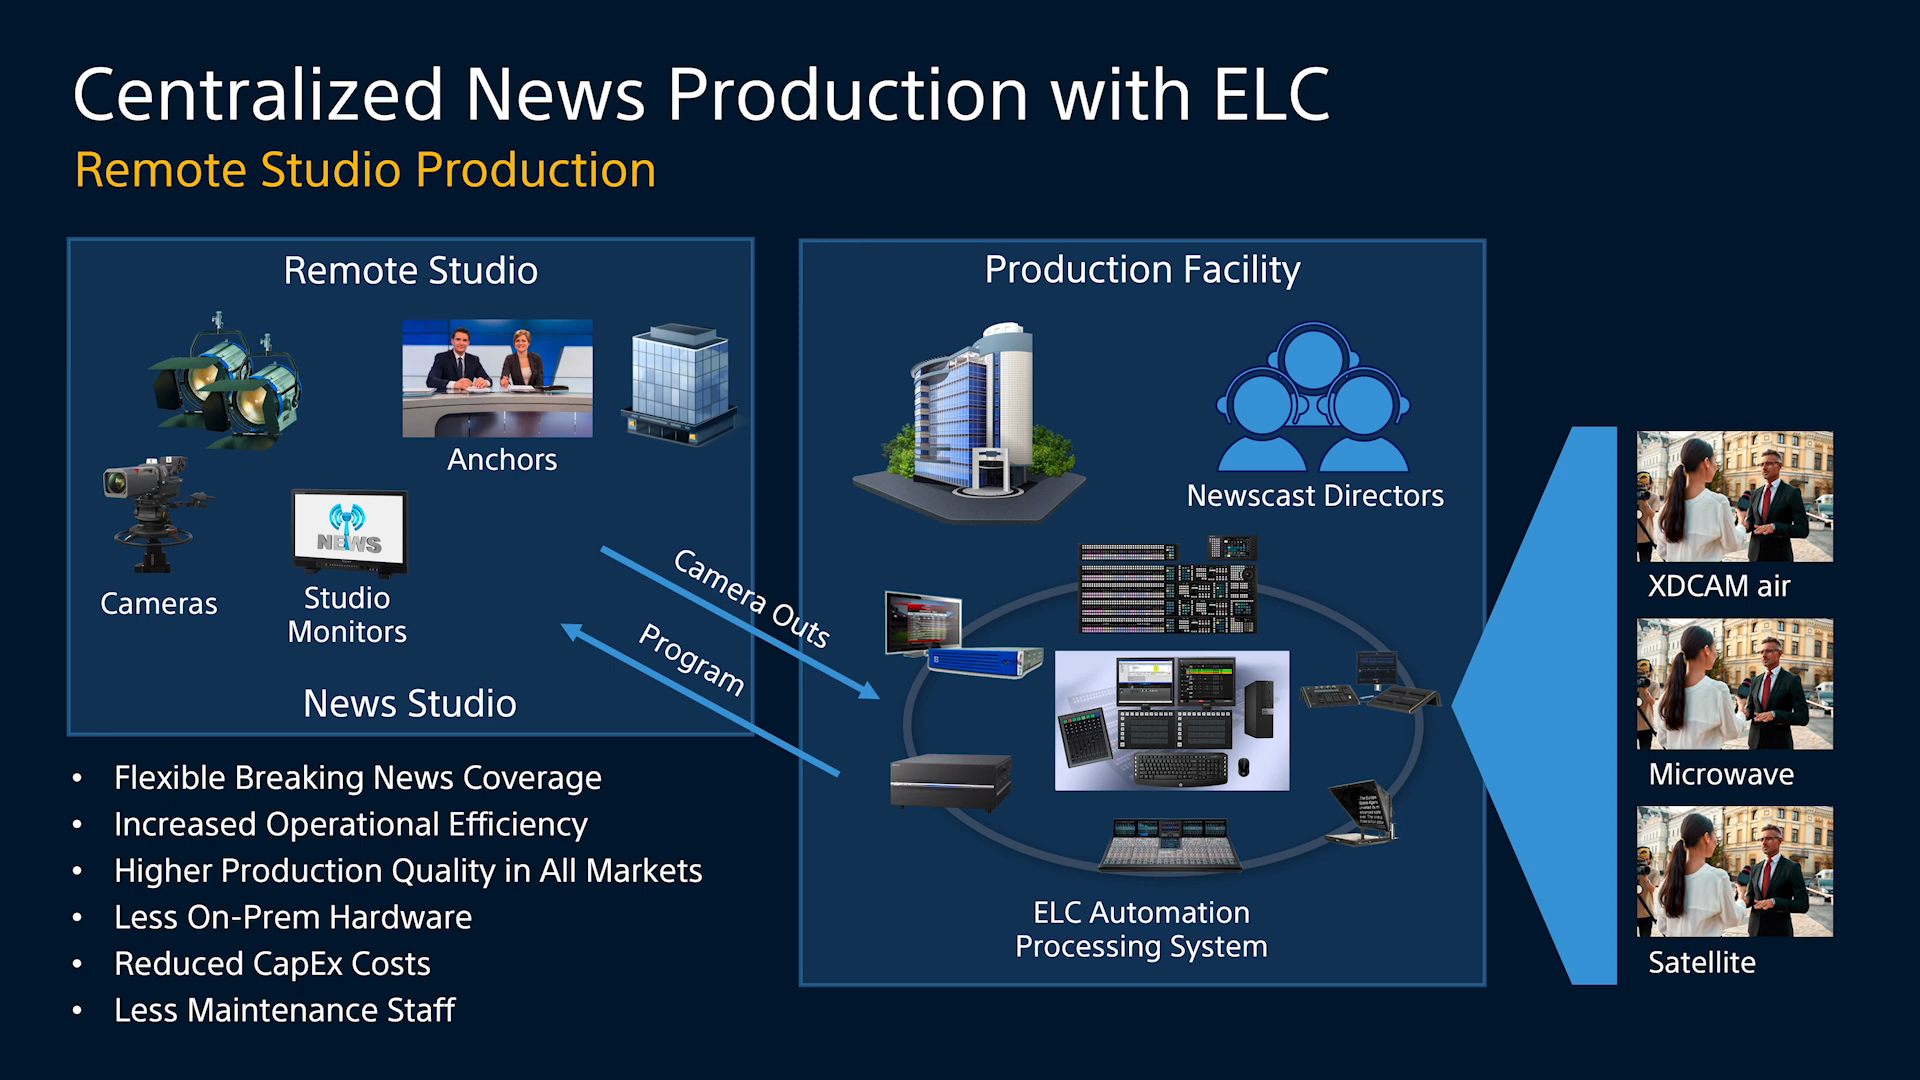 Centralized News Production with ELC
Remote Studio Production
Remote Studio
Anchors
Cameras
NEWS
Studio
Monitors
News Studio
Camera Outs
Program
Production Facility
Newscast Directors
ELC Automation
Processing System
XDCAM air
Microwave
Satellite
• Flexible Breaking News Coverage
• Increased Operational Efficiency
• Higher Production Quality in All Markets
• Less On-Prem Hardware
• Reduced CapEx Costs
• Less Maintenance Staff